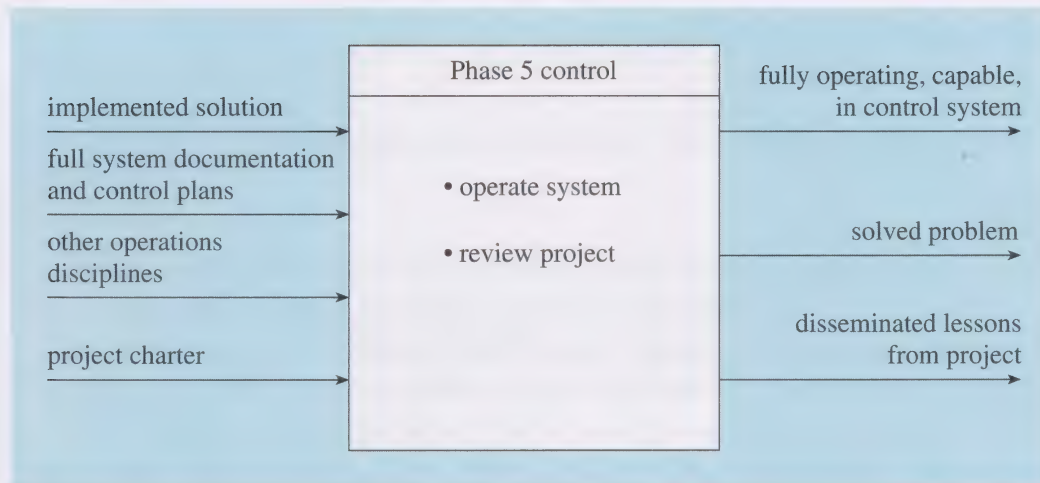 Phase 5 control
implemented solution
full system documentation
and control plans
other operations
disciplines
project charter
• operate system
• review project
fully operating, capable,
in control system
solved problem
disseminated lessons
from project